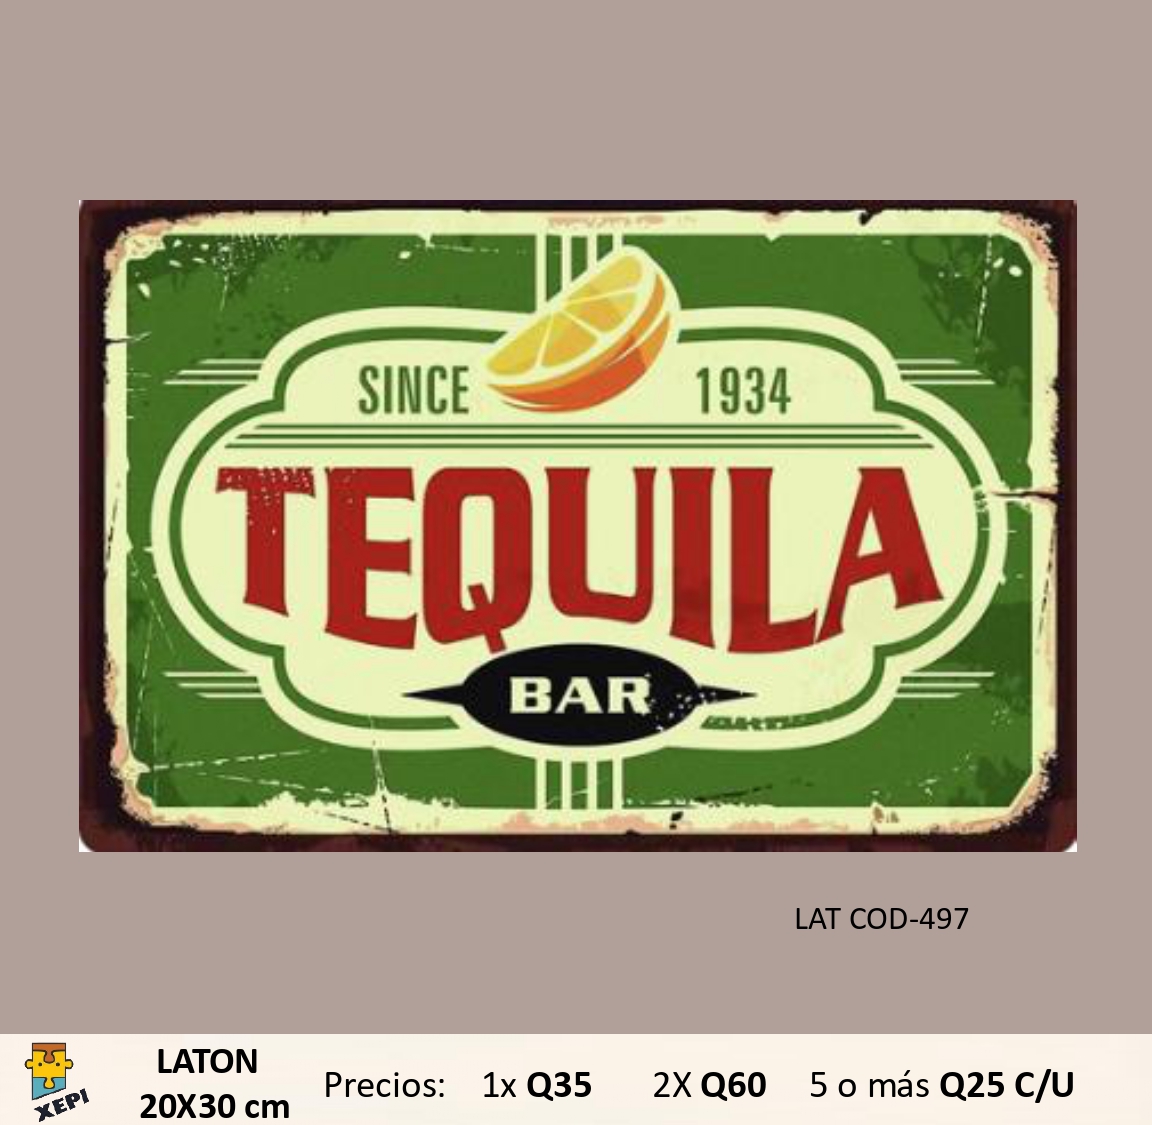 SINCE 1934
TEQUILA
BAR
LAT COD-497
XEPI
LATON
20X30 cm
Precios: 1x Q35 2X Q60 5 o más Q25 C/U